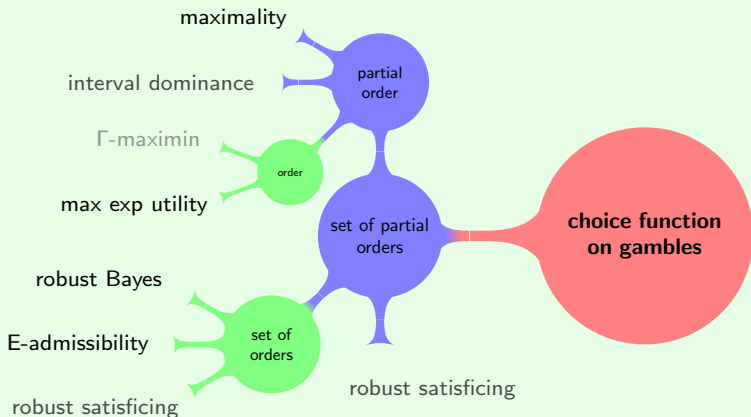 maximality
partial
order
interval dominance
Γ-maximin
order
max exp utility
set of partial
orders
choice function
on gambles
robust Bayes
E-admissibility
set of
orders
robust satisficing
robust satisficing